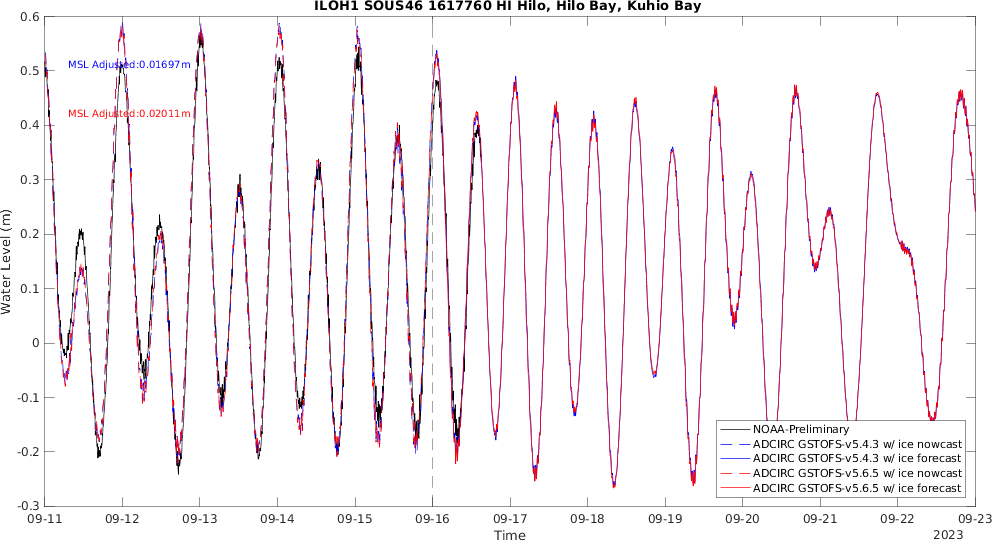 ILOH1 SOUS46 1617760 HI Hilo, Hilo Bay, Kuhio Bay
0.6
0.5
0.4
0.3
0.2
0.1
0
-0.1
-0.2
-0.3
Water Level (m)
MSL Adjusted:0.01697m
MSL Adjusted:0.02011m
NOAA-Preliminary
ADCIRC GSTOFS-v5.4.3 w/ ice nowcast
ADCIRC GSTOFS-v5.4.3 w/ ice forecast
ADCIRC GSTOFS-v5.6.5 w/ ice nowcast
ADCIRC GSTOFS-v5.6.5 w/ ice forecast
09-11 09-12 09-13 09-14 09-15 09-16 09-17 09-18 09-19 09-20 09-21 09-22 09-23
Time
2023